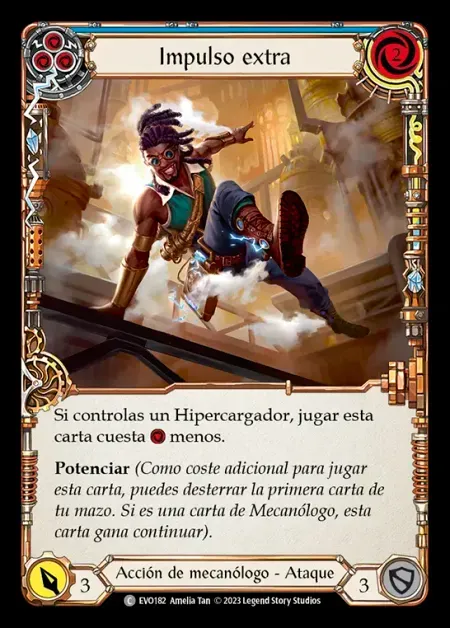 Impulso extra
2
Si controlas un Hipercargador, jugar esta
carta cuesta menos.
Potenciar (Como coste adicional para jugar
esta carta, puedes desterrar la primera carta de
tu mazo. Si es una carta de Mecanólogo, esta
carta gana continuar).
3
Acción de mecanólogo - Ataque
3
C EVO182 Amelia Tan © 2023 Legend Story Studios